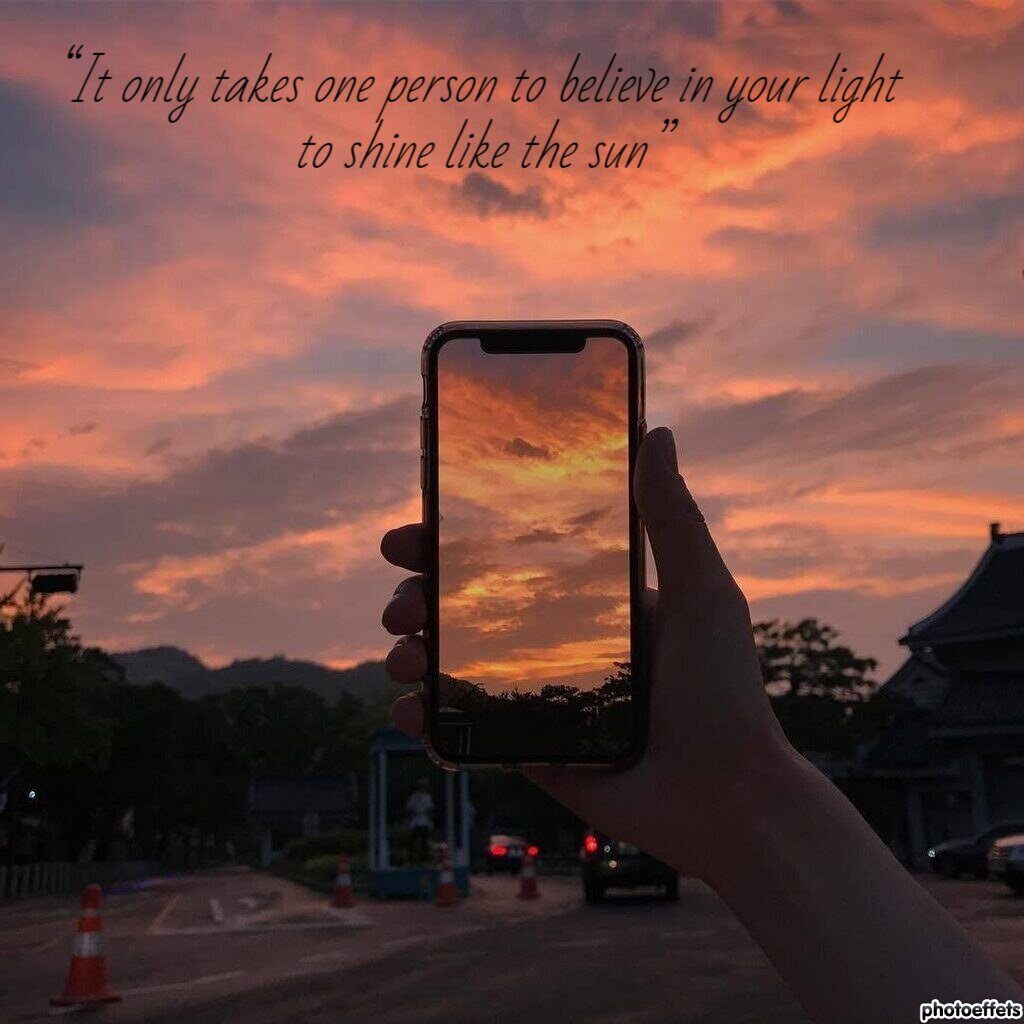 “It only takes one person to believe in your light
to shine like the sun”
photoeffets